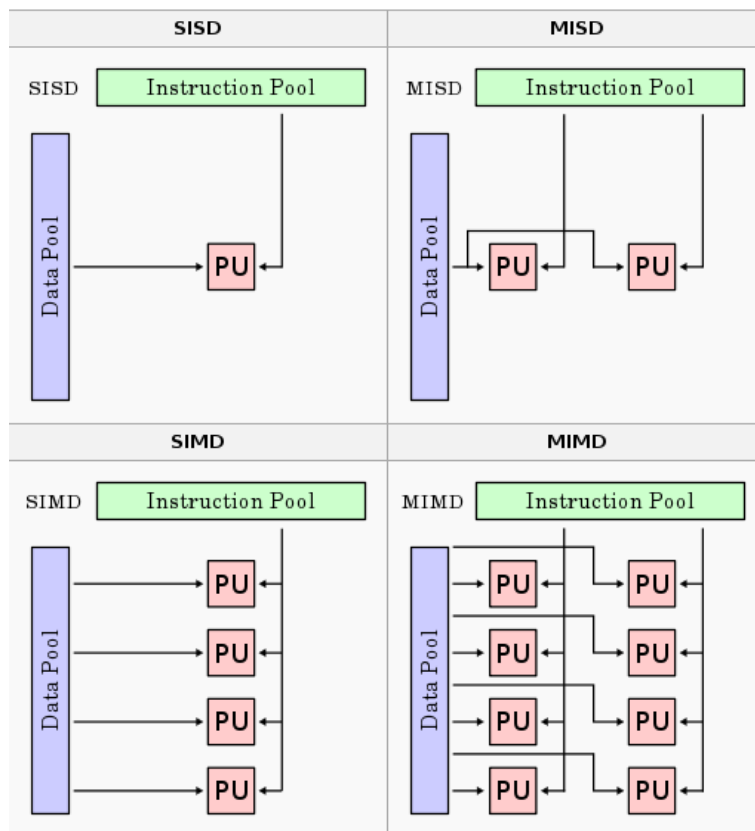 SISD
MISD
SISD
Instruction Pool
MISD
Instruction Pool
Data Pool
PU
Data Pool
PU
PU
SIMD
MIMD
SIMD
Instruction Pool
MIMD
Instruction Pool
Data Pool
PU
PU
PU
PU
Data Pool
PU
PU
PU
PU
PU
PU
PU
PU